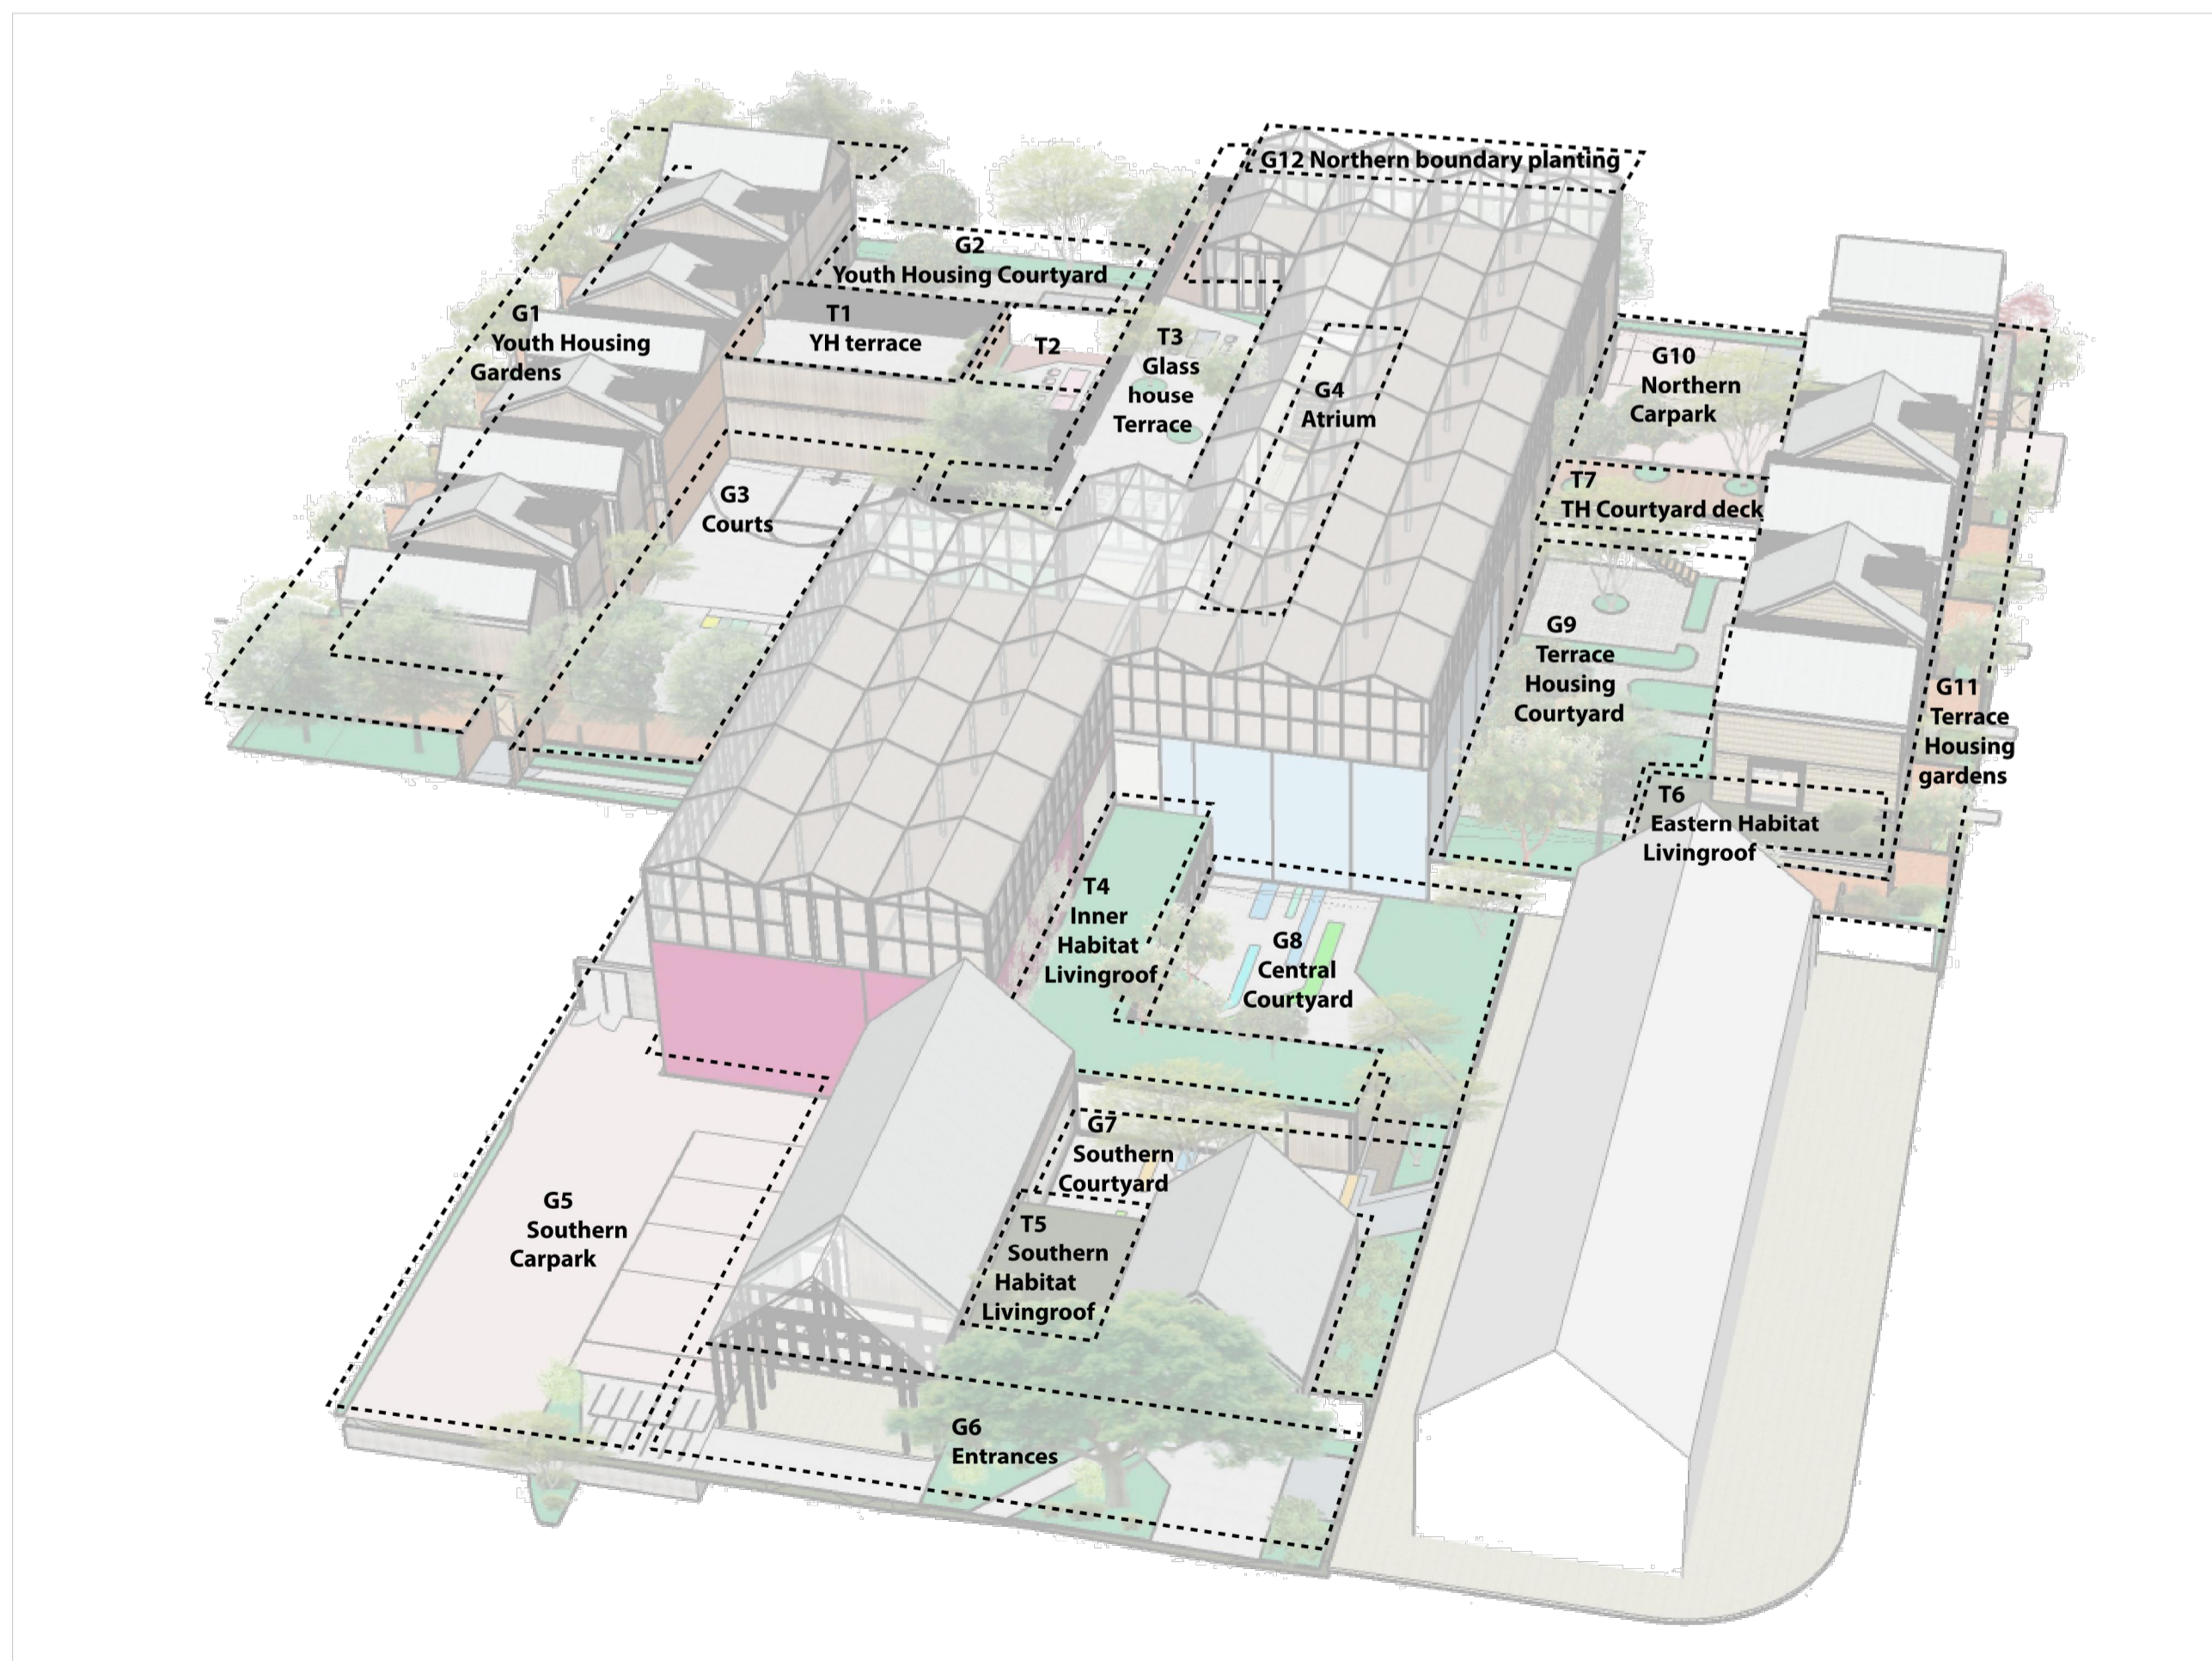 G12 Northern boundary planting
G2
Youth Housing Courtyard
G1
Youth Housing
Gardens
T1
YH terrace
T2
T3
Glass
house
Terrace
G4
Atrium
G10
Northern
Carpark
G3
Courts
T7
TH Courtyard deck
G9
Terrace
Housing
Courtyard
G11
Terrace
Housing
gardens
T6
Eastern Habitat
Livingroof
T4
Inner
Habitat
Livingroof
G8
Central
Courtyard
G7
Southern
Courtyard
G5
Southern
Carpark
T5
Southern
Habitat
Livingroof
G6
Entrances